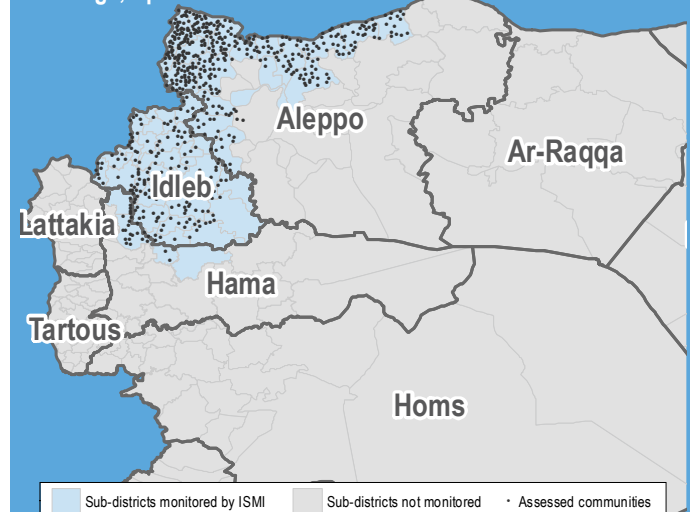 Aleppo
Ar-Raqqa
Idleb
Lattakia
Hama
Tartous
Homs
Sub-districts monitored by ISMI
Sub-districts not monitored
Assessed communities